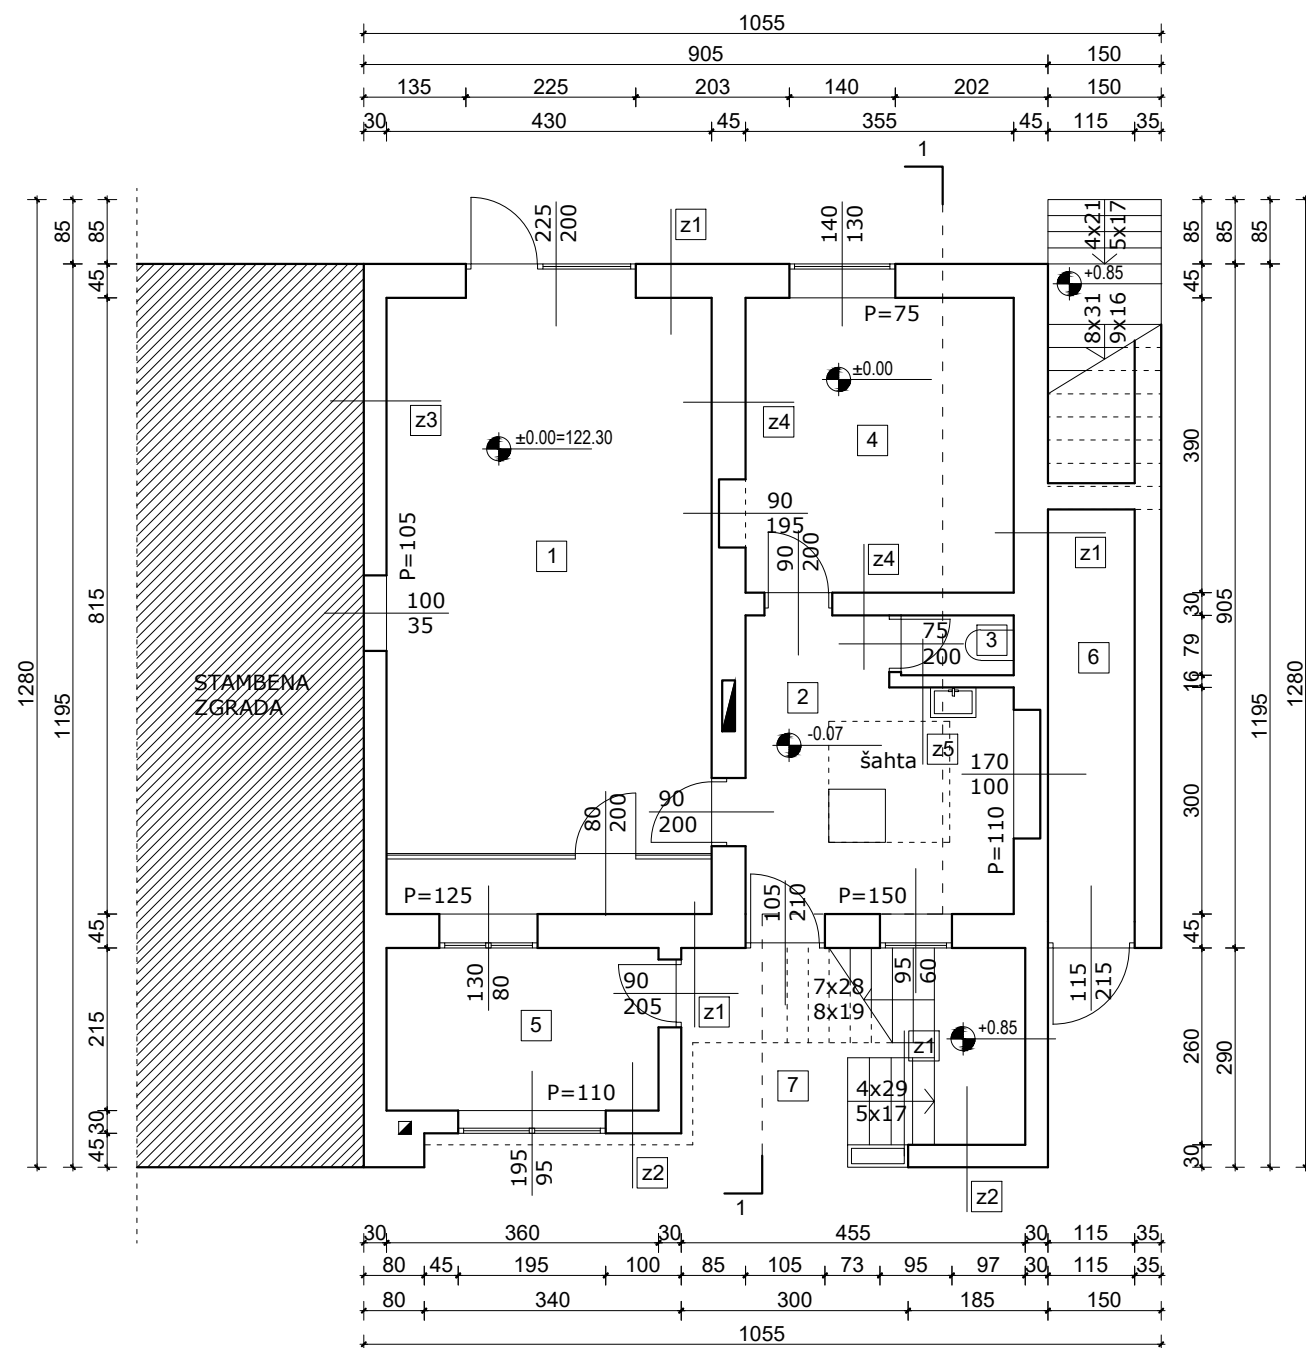 1055
905 150
135 225 203 140 202 150
30 430 45 355 45 115 35
1
85 85 85 85 85
225
200
z1
140
130
4x21
5x17
+0.85
45 45
P=75
8x31
9x16
±0.00
z3
z4
4
±0.00=122.30
390
90
195
P=105
1
90
200
z4
z1
100
35
815
30
905
75
200
3
79
6
16
1280
1195
STAMBENA
ZGRADA
2
-0.07
šahta
z5
170
100
1195
1280
300
80
200
90
200
P=110
P=125
105
210
P=150
45 45
130
80
90
205
z1
7x28
8x19
95
60
115
215
5
215
z1
+0.85
260
290
7
P=110
4x29
5x17
30
45
195
95
z2
z2
30
1
30 360 30 455 30 115 35
80 45 195 100 85 105 73 95 97 30 115 35
80 340 300 185 150
1055